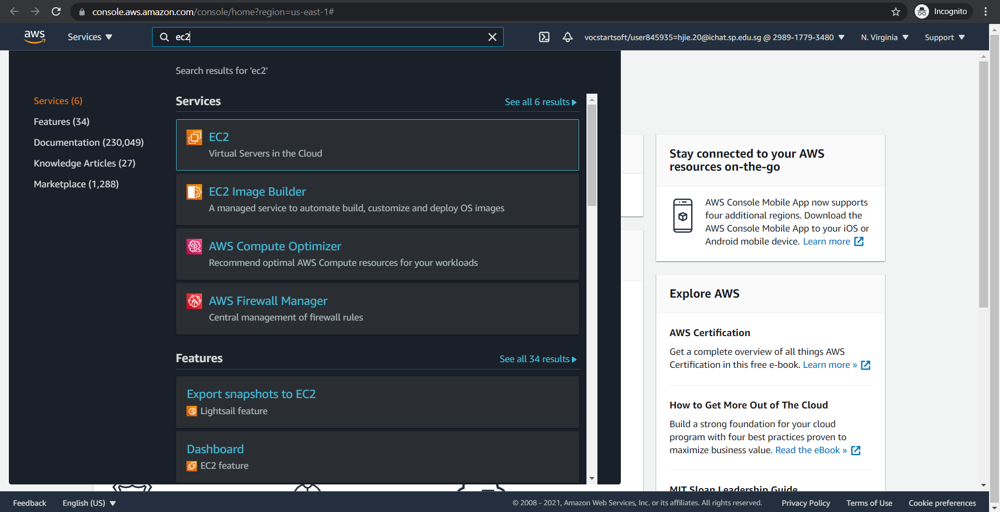 console.aws.amazon.com/console/home?region=us-east-1#
Incognito
aws
Services
ec2
vocstartsoft/user845935=hjie.20@ichat.sp.edu.sg @ 2989-1779-3480
N. Virginia
Support
Search results for 'ec2'
Services (6)
Features (34)
Documentation (230,049)
Knowledge Articles (27)
Marketplace (1,288)
Services
See all 6 results
EC2
Virtual Servers in the Cloud
EC2 Image Builder
A managed service to automate build, customize and deploy OS images
AWS Compute Optimizer
Recommend optimal AWS Compute resources for your workloads
AWS Firewall Manager
Central management of firewall rules
Features
See all 34 results
Export snapshots to EC2
Lightsail feature
Dashboard
EC2 feature
Stay connected to your AWS
resources on-the-go
AWS Console Mobile App now supports
four additional regions. Download the
AWS Console Mobile App to your iOS or
Android mobile device. Learn more
Explore AWS
AWS Certification
Get a complete overview of all things AWS
Certification in this free e-book. Learn more »
How to Get More Out of The Cloud
Build a strong foundation for your cloud
program with four best practices proven to
maximize business value. Read the eBook »
MIT Sloan Leadership Guide
Feedback
English (US)
© 2008 - 2021, Amazon Web Services, Inc. or its affiliates. All rights reserved.
Privacy Policy
Terms of Use
Cookie preferences